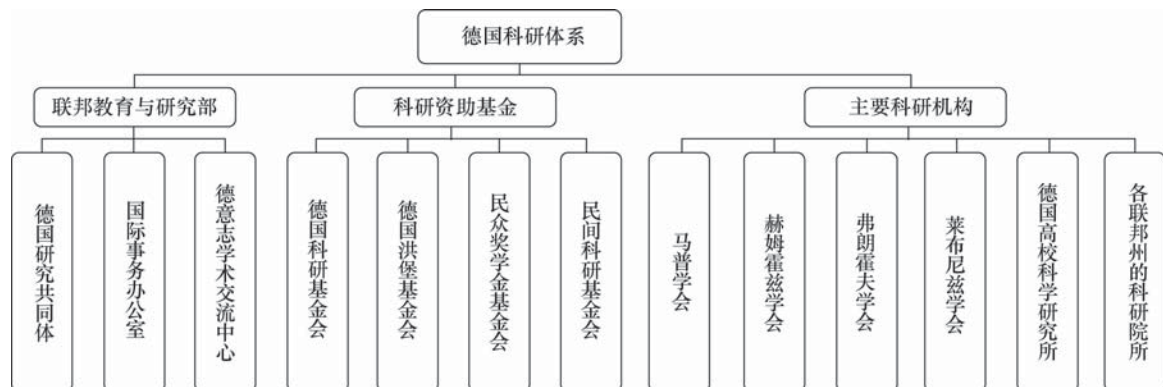 德国科研体系
联邦教育与研究部
科研资助基金
主要科研机构
德国研究共同体
国际事务办公室
德意志学术交流中心
德国科研基金会
德国洪堡基金会
民众奖学金基金会
民间科研基金会
马普学会
赫姆霍兹学会
弗朗霍夫学会
莱布尼兹学会
德国高校科学研究所
各联邦州的科研院所